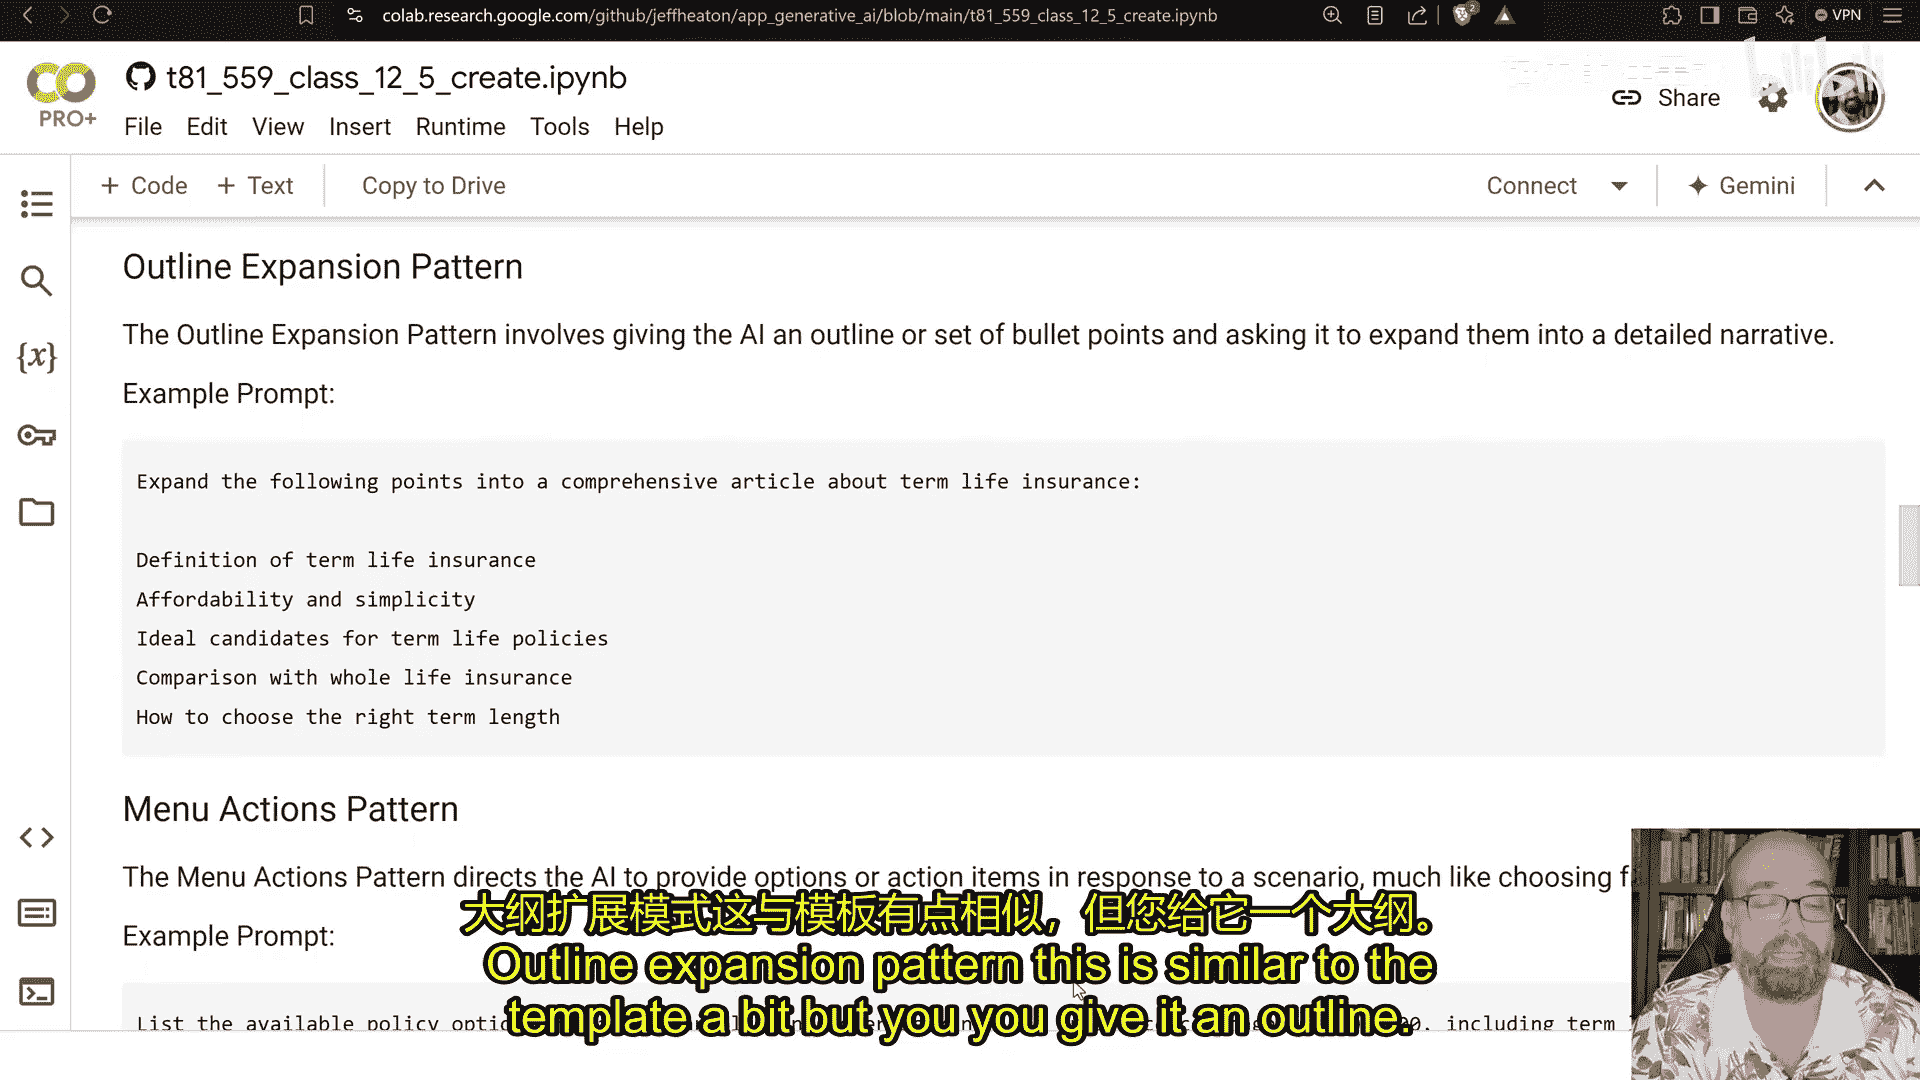 colab.research.google.com/github/jeffheaton/app_generative_ai/blob/main/t81_559_class_12_5_create.ipynb
2
VPN
bilibili
CO
PRO+
t81_559_class_12_5_create.ipynb
Share
File Edit View Insert Runtime Tools Help
+ Code + Text Copy to Drive Connect Gemini
Outline Expansion Pattern
The Outline Expansion Pattern involves giving the AI an outline or set of bullet points and asking it to expand them into a detailed narrative.
Example Prompt:
{x}
Expand the following points into a comprehensive article about term life insurance:
Definition of term life insurance
Affordability and simplicity
Ideal candidates for term life policies
Comparison with whole life insurance
How to choose the right term length
Menu Actions Pattern
The Menu Actions Pattern directs the AI to provide options or action items in response to a scenario, much like choosing f
大纲扩展模式这与模板有点相似，但您给它一个大纲。
Example Prompt:
Outline expansion pattern this is similar to the
template a bit but you you give it an outline.
List the available policy opti 00, including term